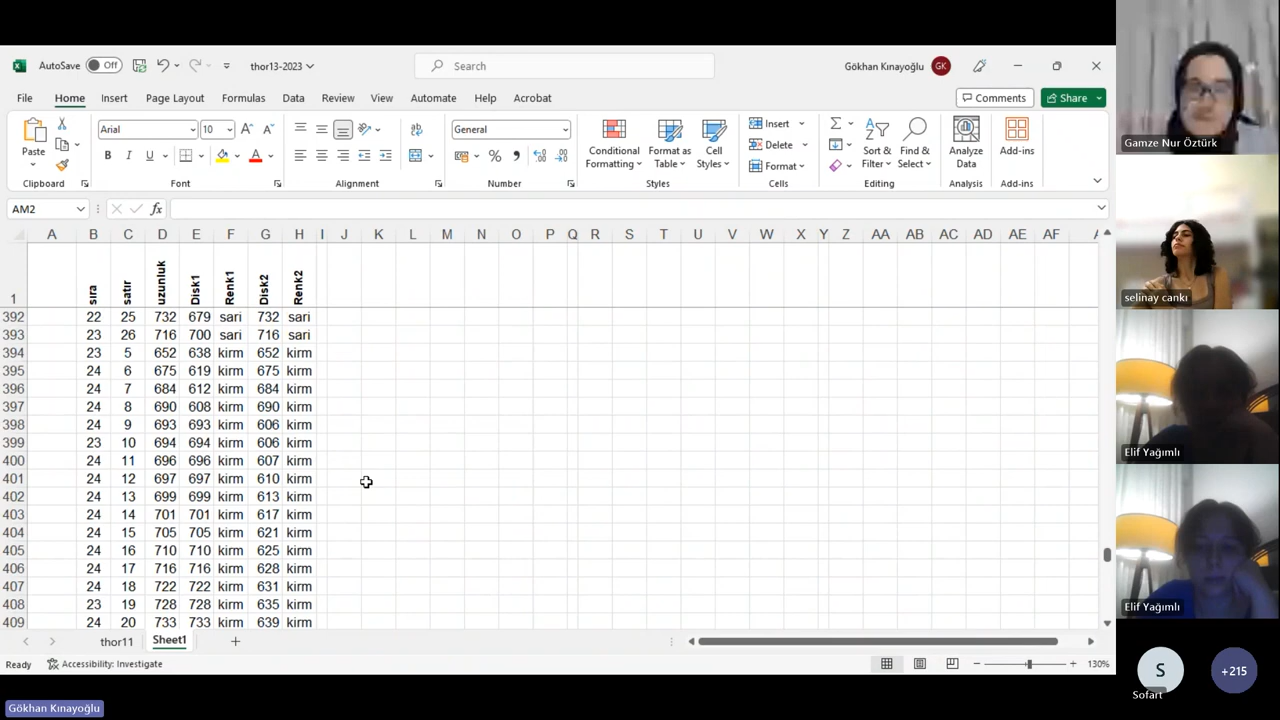 AutoSave Off thor13-2023 Search Gökhan Kınayoğlu GK
File Home Insert Page Layout Formulas Data Review View Automate Help Acrobat Comments Share
Paste Arial 10 General Conditional Formatting Format as Table Cell Styles Insert Delete Format Sort & Filter Find & Select Analyze Data Add-ins
Clipboard Font Alignment Number Styles Cells Editing Analysis Add-ins
AM2 fx
A B C D E F G H I J K L M N O P Q R S T U V W X Y Z AA AB AC AD AE AF
1 sıra satır uzunluk Disk1 Renk1 Disk2 Renk2
392 22 25 732 679 sari 732 sari
393 23 26 716 700 sari 716 sari
394 23 5 652 638 kirm 652 kirm
395 24 6 675 619 kirm 675 kirm
396 24 7 684 612 kirm 684 kirm
397 24 8 690 608 kirm 690 kirm
398 24 9 693 693 kirm 606 kirm
399 23 10 694 694 kirm 606 kirm
400 24 11 696 696 kirm 607 kirm
401 24 12 697 697 kirm 610 kirm
402 24 13 699 699 kirm 613 kirm
403 24 14 701 701 kirm 617 kirm
404 24 15 705 705 kirm 621 kirm
405 24 16 710 710 kirm 625 kirm
406 24 17 716 716 kirm 628 kirm
407 24 18 722 722 kirm 631 kirm
408 23 19 728 728 kirm 635 kirm
409 24 20 733 733 kirm 639 kirm
thor11 Sheet1
Ready Accessibility: Investigate 130%
Gökhan Kınayoğlu
Gamze Nur Öztürk
selinay cankı
Elif Yağımlı
Elif Yağımlı
S +215
Sofart